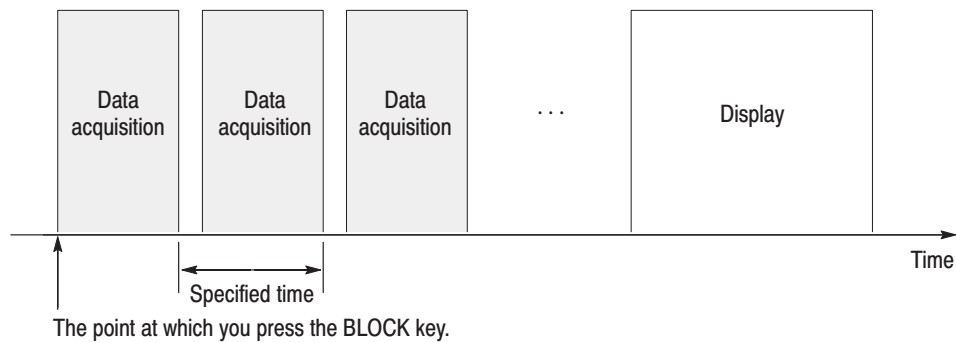 Data
acquisition
Data
acquisition
Data
acquisition
. . .
Display
Time
Specified time
The point at which you press the BLOCK key.